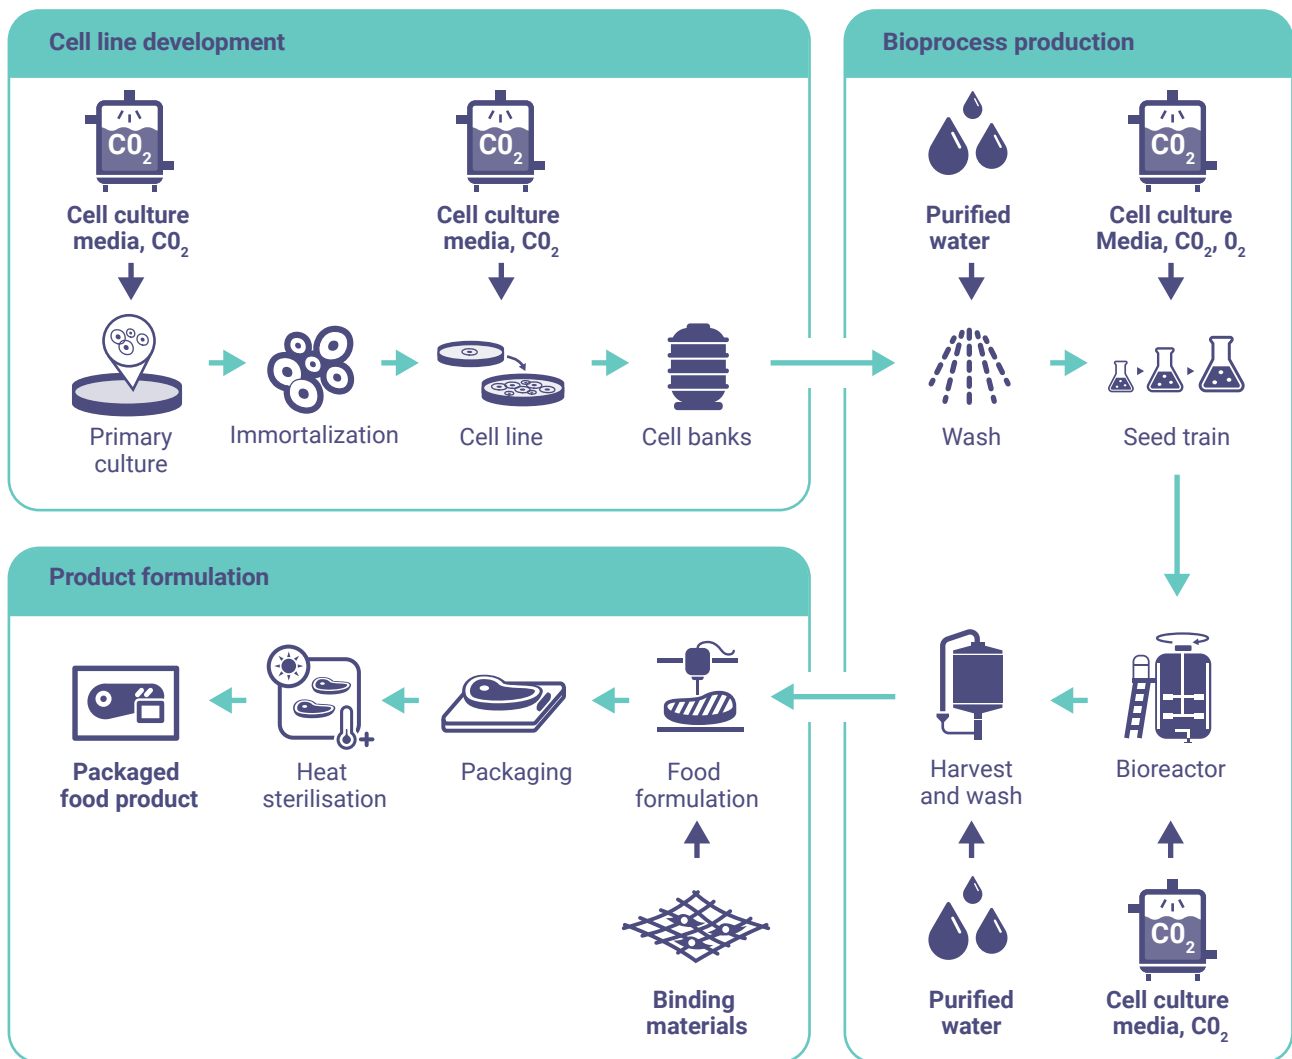 Cell line development
CO₂
Cell culture
media, CO₂
CO₂
Cell culture
media, CO₂
Primary
culture
Immortalization
Cell line
Cell banks
Bioprocess production
Purified
water
CO₂
Cell culture
Media, CO₂, O₂
Wash
Seed train
Bioreactor
Harvest
and wash
CO₂
Cell culture
media, CO₂
Purified
water
Product formulation
Food
formulation
Binding
materials
Packaging
Heat
sterilisation
Packaged
food product